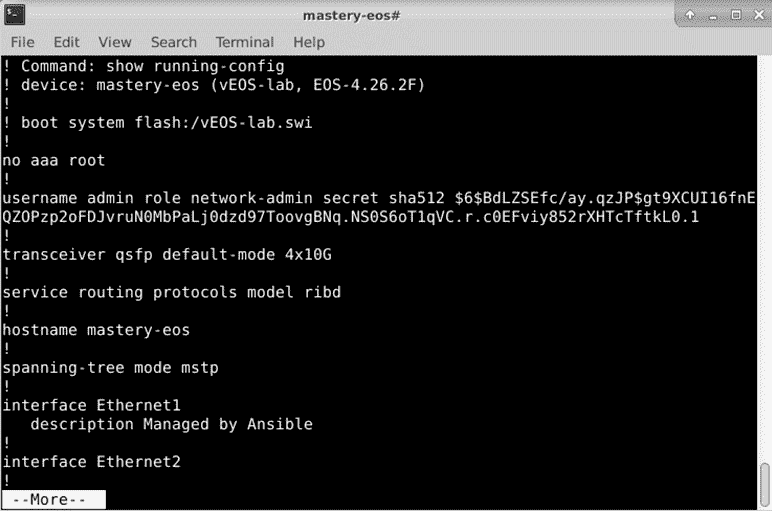 mastery-eos#
File Edit View Search Terminal Help
! Command: show running-config
! device: mastery-eos (vEOS-lab, EOS-4.26.2F)
!
! boot system flash:/vEOS-lab.swi
!
no aaa root
!
username admin role network-admin secret sha512 $6$BdLZSEfc/ay.qzJP$gt9XCUI16fnE
QZOPzp2oFDJvruN0MbPaLj0dzd97ToovgBNq.NS0S6oT1qVC.r.c0EFviy852rXHTcTftkL0.1
!
transceiver qsfp default-mode 4x10G
!
service routing protocols model ribd
!
hostname mastery-eos
!
spanning-tree mode mstp
!
interface Ethernet1
   description Managed by Ansible
!
interface Ethernet2
!
--More--